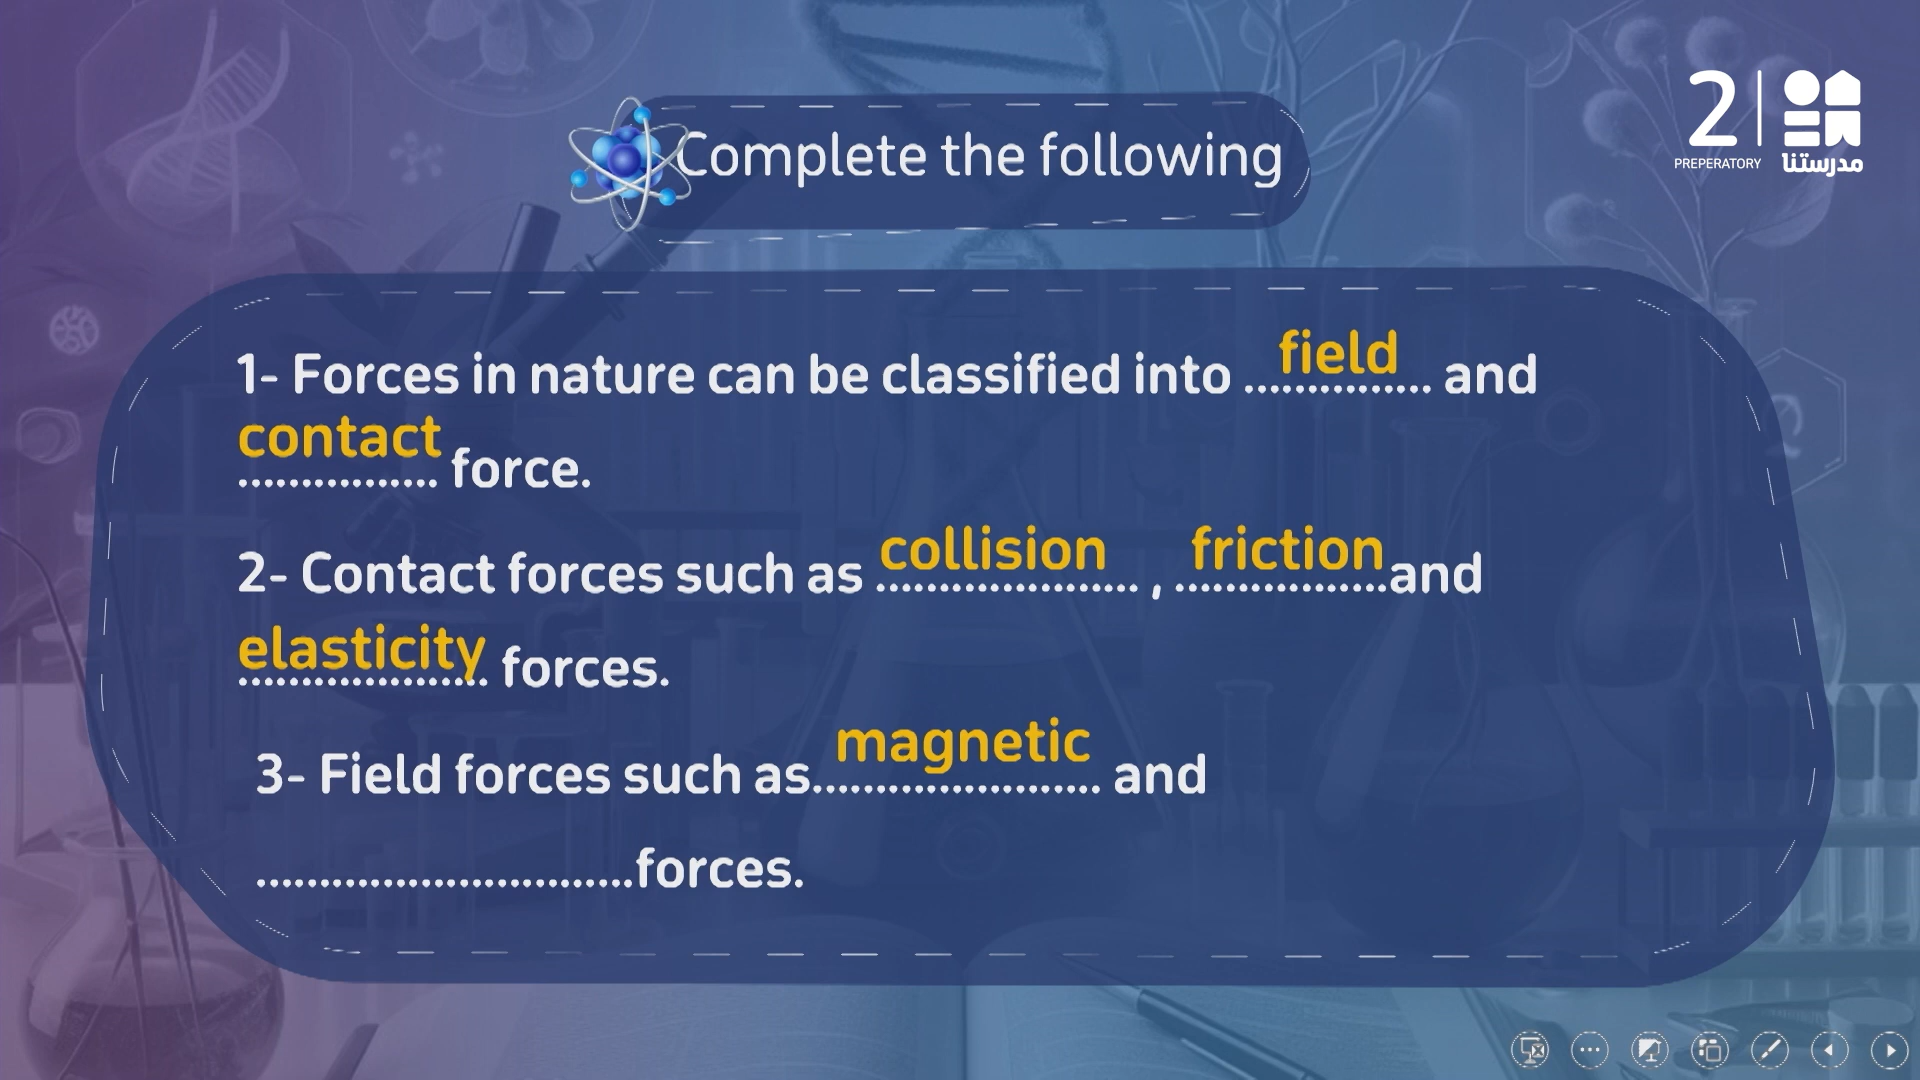 Complete the following
2
PREPERATORY
مدرستنا
1- Forces in nature can be classified into ............... field and
contact ................ force.
2- Contact forces such as collision ..................... , friction .................and
elasticity .................... forces.
3- Field forces such as....................... magnetic and
..............................forces.